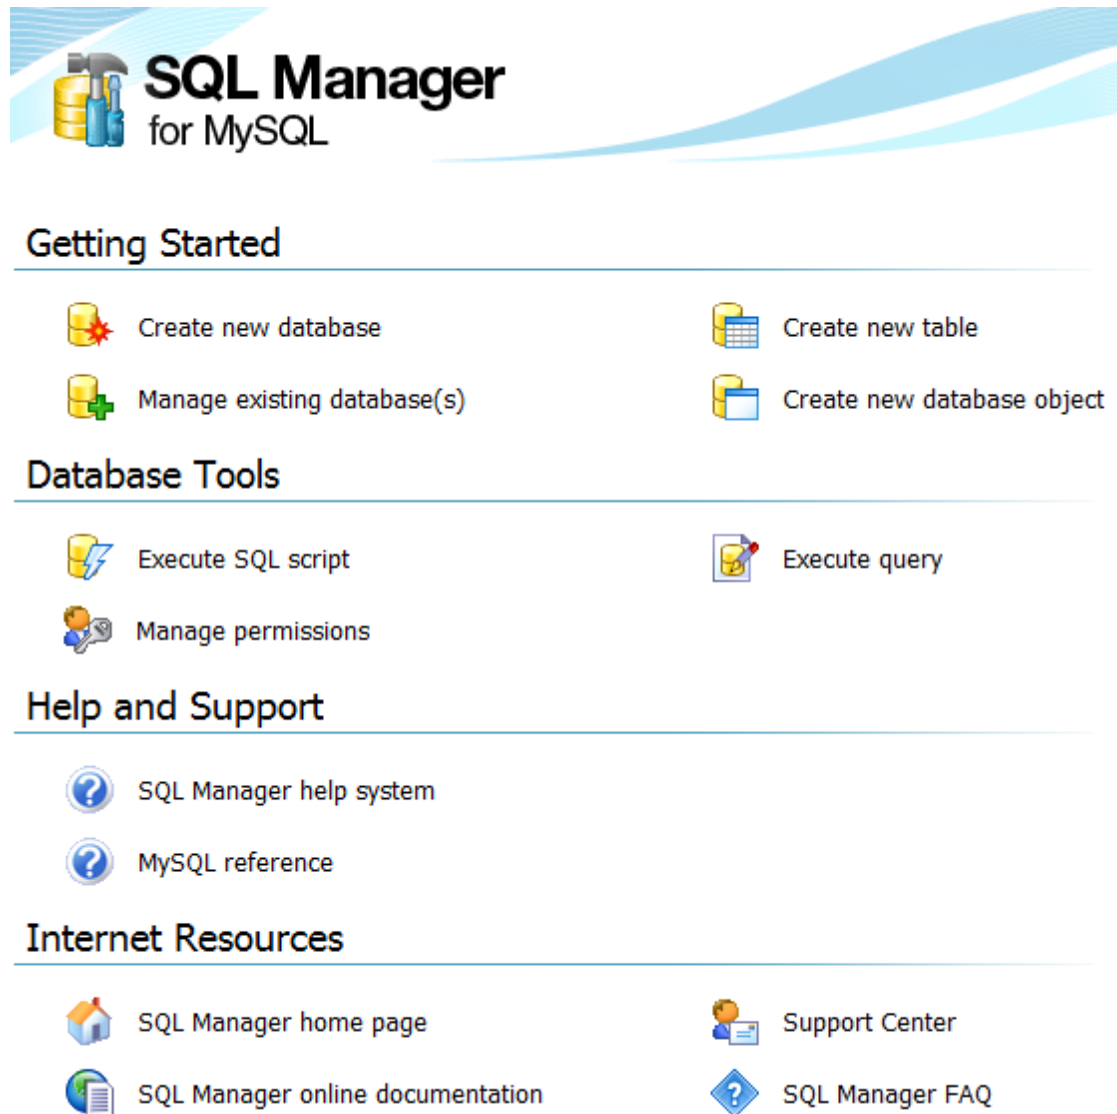 SQL Manager
for MySQL
Getting Started
Create new database
Create new table
Manage existing database(s)
Create new database object
Database Tools
Execute SQL script
Execute query
Manage permissions
Help and Support
SQL Manager help system
MySQL reference
Internet Resources
SQL Manager home page
Support Center
SQL Manager online documentation
SQL Manager FAQ